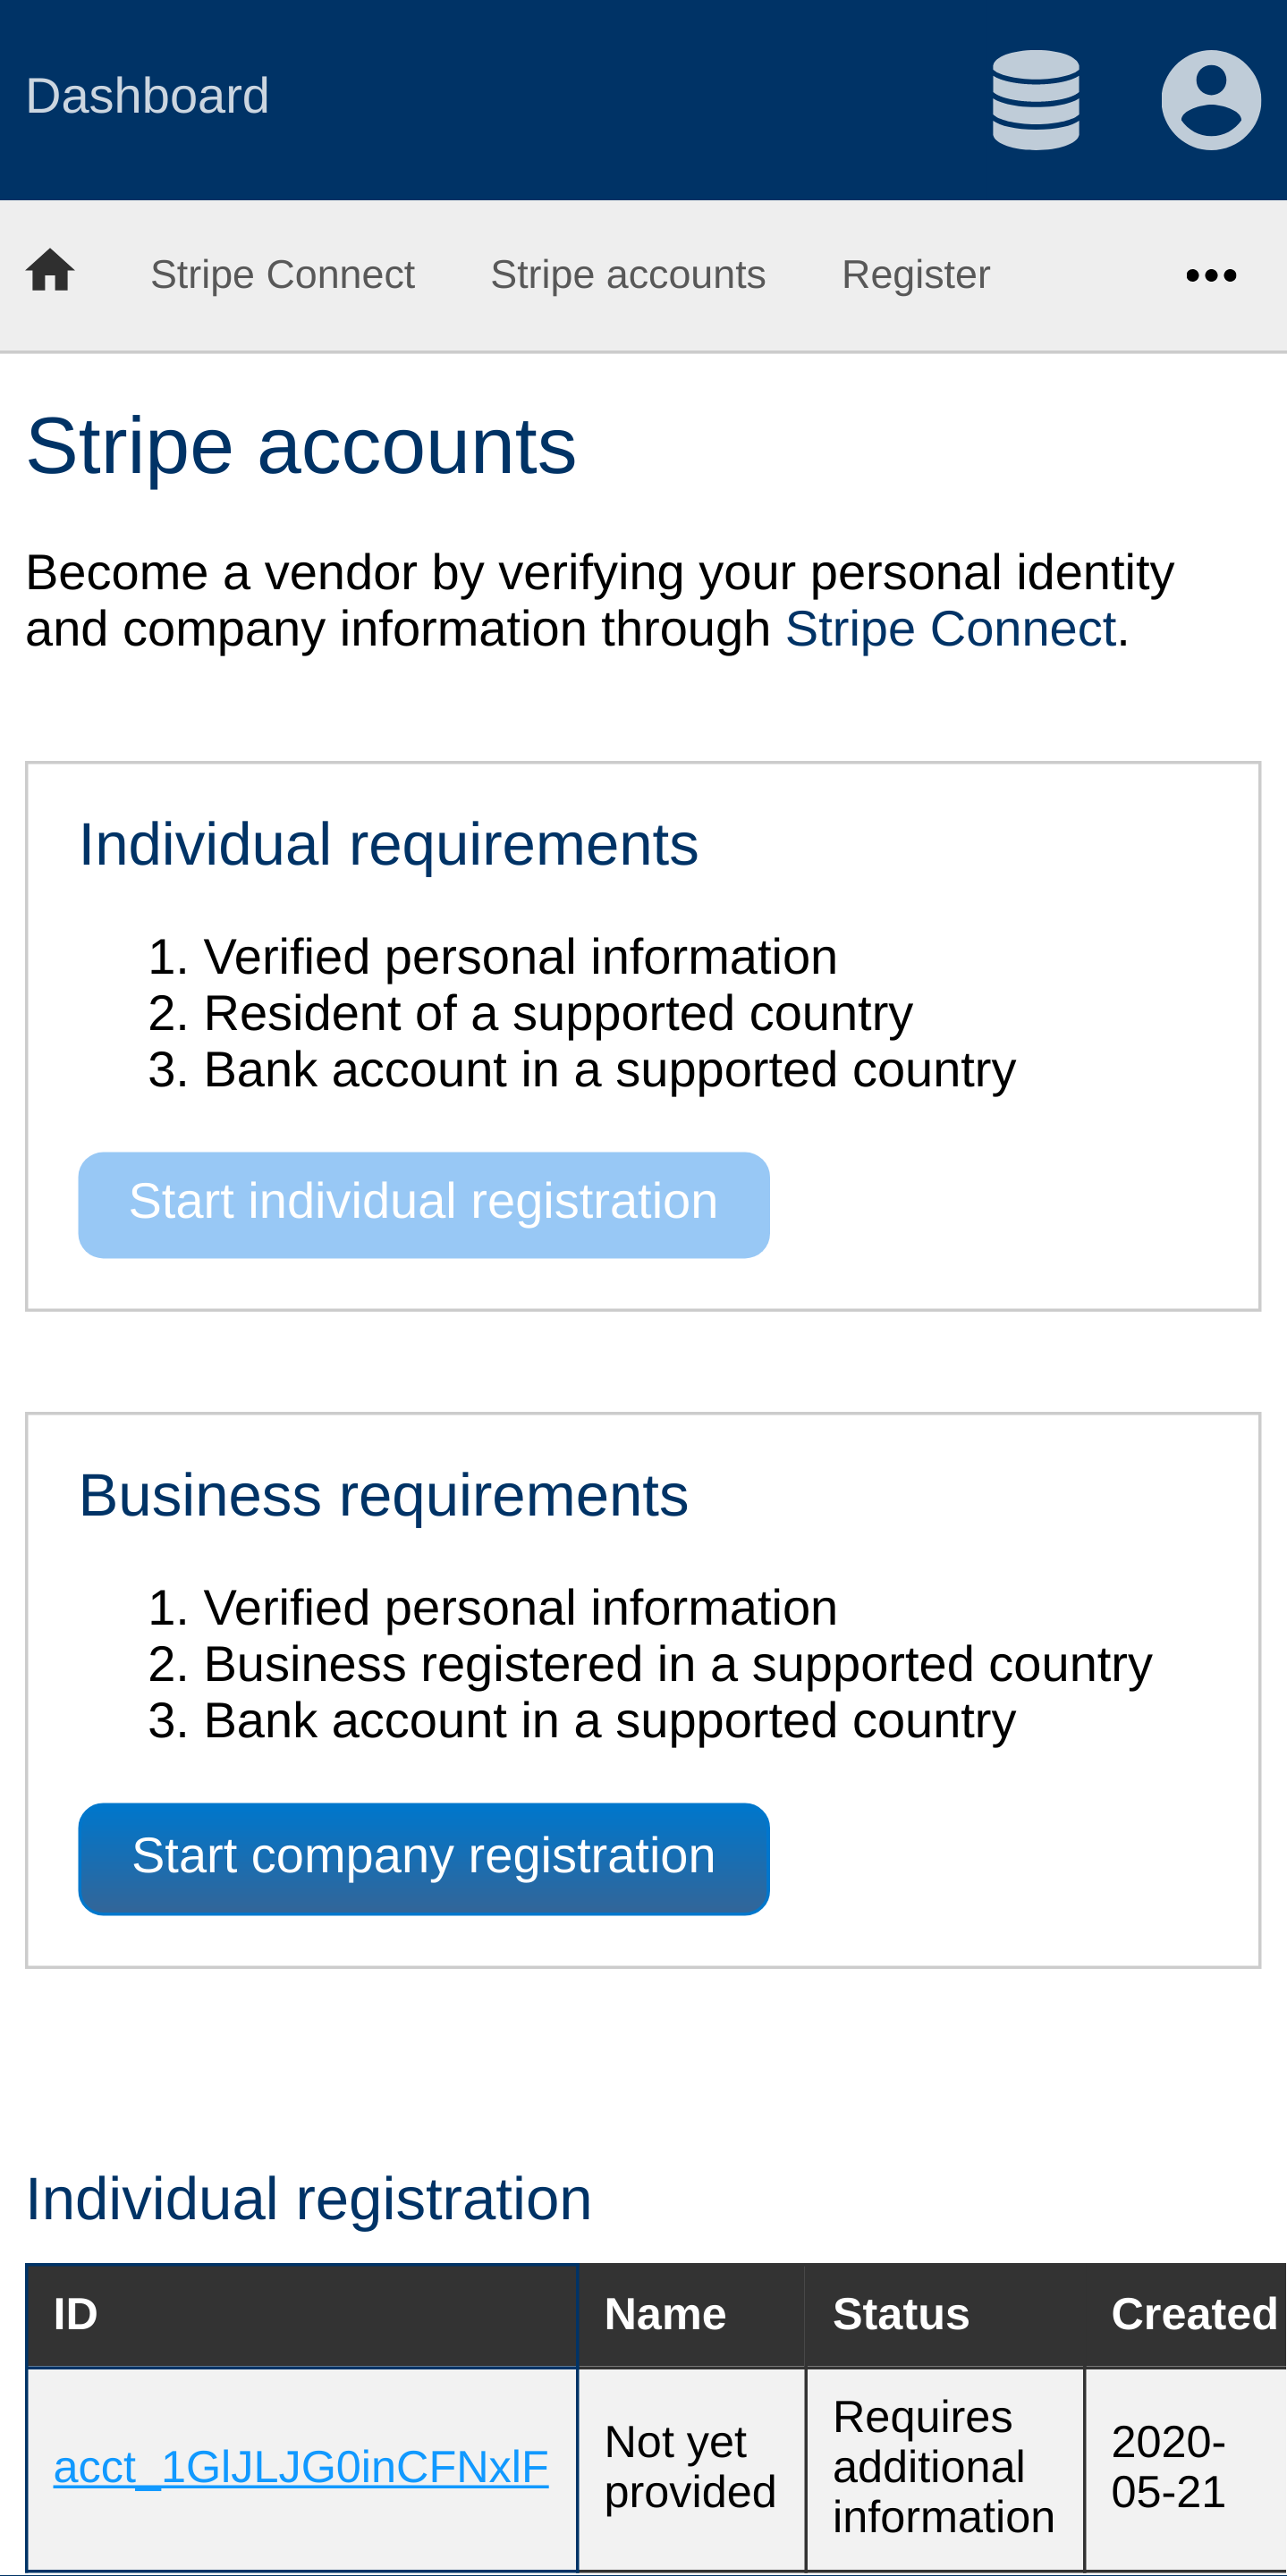 Dashboard
Stripe Connect Stripe accounts Register
Stripe accounts
Become a vendor by verifying your personal identity
and company information through Stripe Connect.
Individual requirements
1. Verified personal information
2. Resident of a supported country
3. Bank account in a supported country
Start individual registration
Business requirements
1. Verified personal information
2. Business registered in a supported country
3. Bank account in a supported country
Start company registration
Individual registration
ID Name Status Created
acct_1GlJLJG0inCFNxlF Not yet provided Requires additional information 2020-05-21